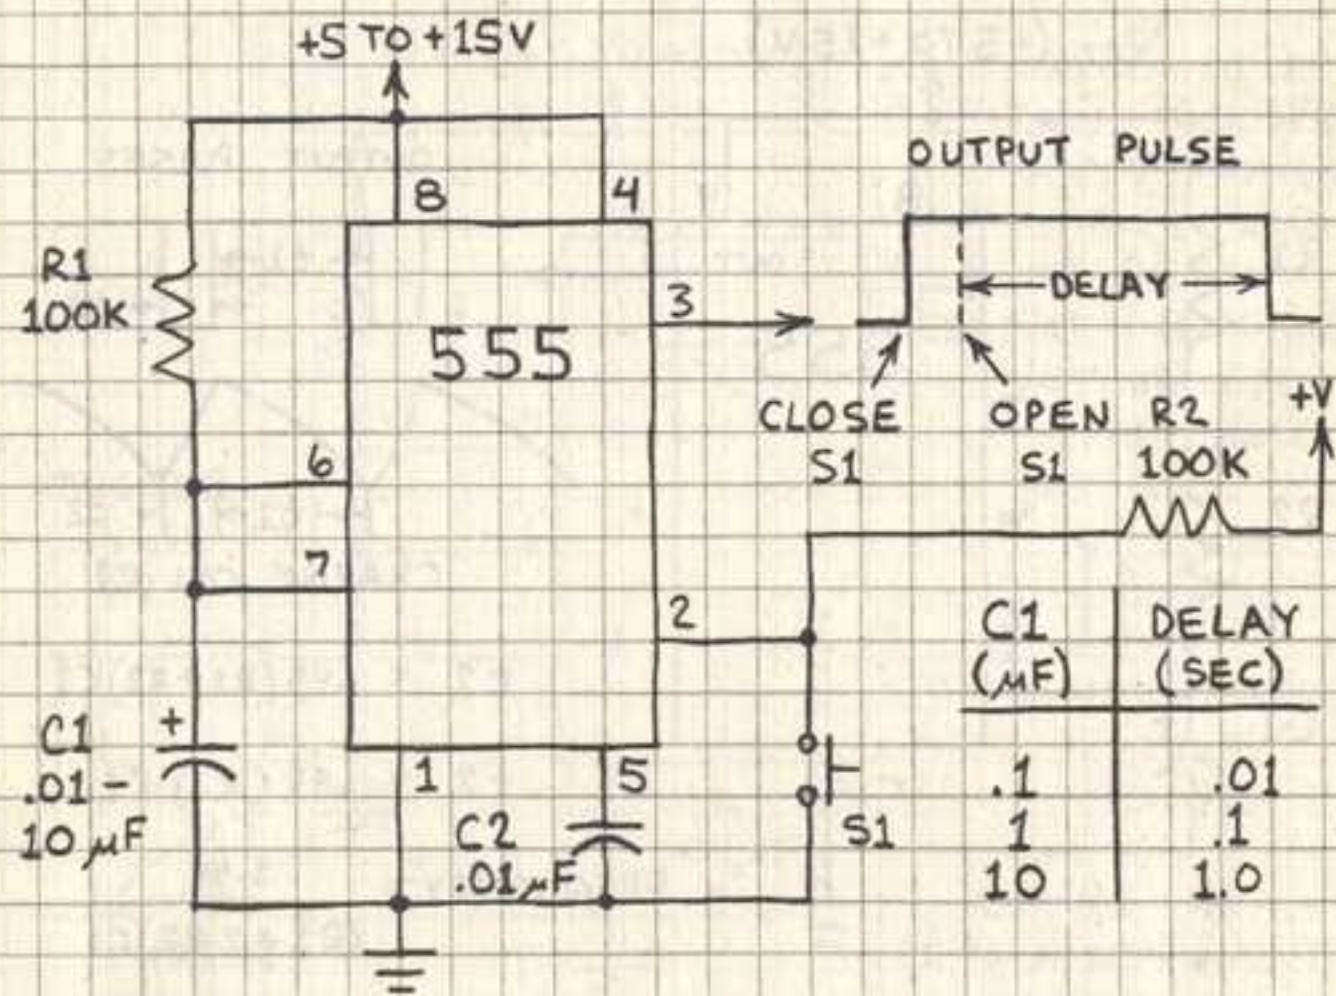 +5 TO +15V
OUTPUT PULSE
8
4
R1
100K
555
3
DELAY
CLOSE
S1
OPEN
S1
R2
100K
+V
6
7
2
C1
(μF)
DELAY
(SEC)
.1
.01
1
.1
10
1.0
C1
+
.01-
10 μF
1
5
C2
.01μF
S1